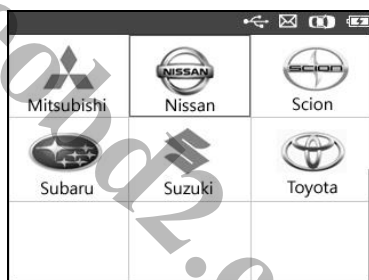 NISSAN
SCION
Mitsubishi
Nissan
Scion
Subaru
Suzuki
Toyota